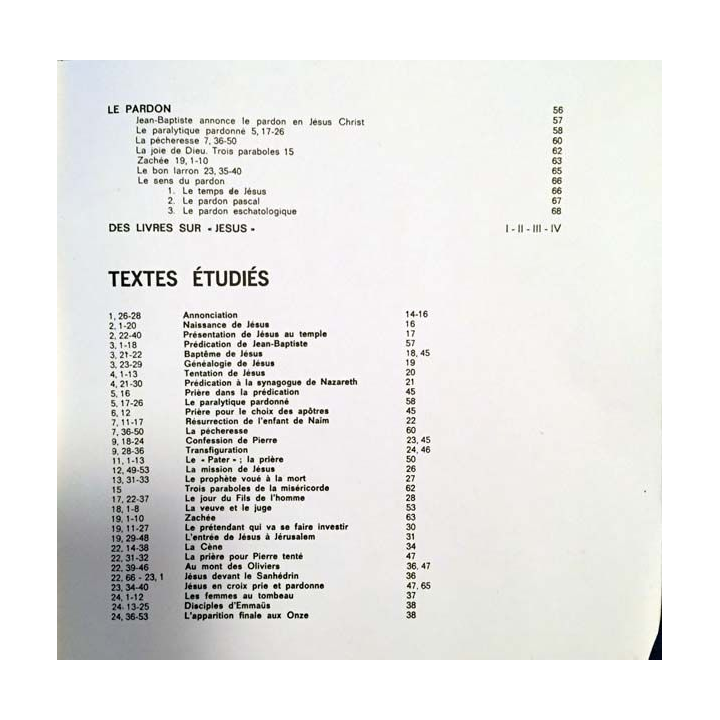 LE PARDON 56
Jean-Baptiste annonce le pardon en Jésus Christ 57
Le paralytique pardonné 5, 17-26 58
La pécheresse 7, 36-50 60
La joie de Dieu. Trois paraboles 15 62
Zachée 19, 1-10 63
Le bon larron 23, 35-40 65
Le sens du pardon 66
1. Le temps de Jésus 66
2. Le pardon pascal 67
3. Le pardon eschatologique 68
DES LIVRES SUR « JESUS » I - II - III - IV
TEXTES ÉTUDIÉS
1, 26-28 Annonciation 14-16
2, 1-20 Naissance de Jésus 16
2, 22-40 Présentation de Jésus au temple 17
3, 1-18 Prédication de Jean-Baptiste 57
3, 21-22 Baptême de Jésus 18, 45
3, 23-29 Généalogie de Jésus 19
4, 1-13 Tentation de Jésus 20
4, 21-30 Prédication à la synagogue de Nazareth 21
5, 16 Prière dans la prédication 45
5, 17-26 Le paralytique pardonné 58
6, 12 Prière pour le choix des apôtres 45
7, 11-17 Résurrection de l'enfant de Naïm 22
7, 36-50 La pécheresse 60
9, 18-24 Confession de Pierre 23, 45
9, 28-36 Transfiguration 24, 46
11, 1-13 Le « Pater » ; la prière 50
12, 49-53 La mission de Jésus 26
13, 31-33 Le prophète voué à la mort 27
15 Trois paraboles de la miséricorde 62
17, 22-37 Le jour du Fils de l'homme 28
18, 1-8 La veuve et le juge 53
19, 1-10 Zachée 63
19, 11-27 Le prétendant qui va se faire investir 30
19, 29-48 L'entrée de Jésus à Jérusalem 31
22, 14-38 La Cène 34
22, 31-32 La prière pour Pierre tenté 47
22, 39-46 Au mont des Oliviers 36, 47
22, 66 - 23, 1 Jésus devant le Sanhédrin 36
23, 34-40 Jésus en croix prie et pardonne 47, 65
24, 1-12 Les femmes au tombeau 37
24, 13-25 Disciples d'Emmaüs 38
24, 36-53 L'apparition finale aux Onze 38